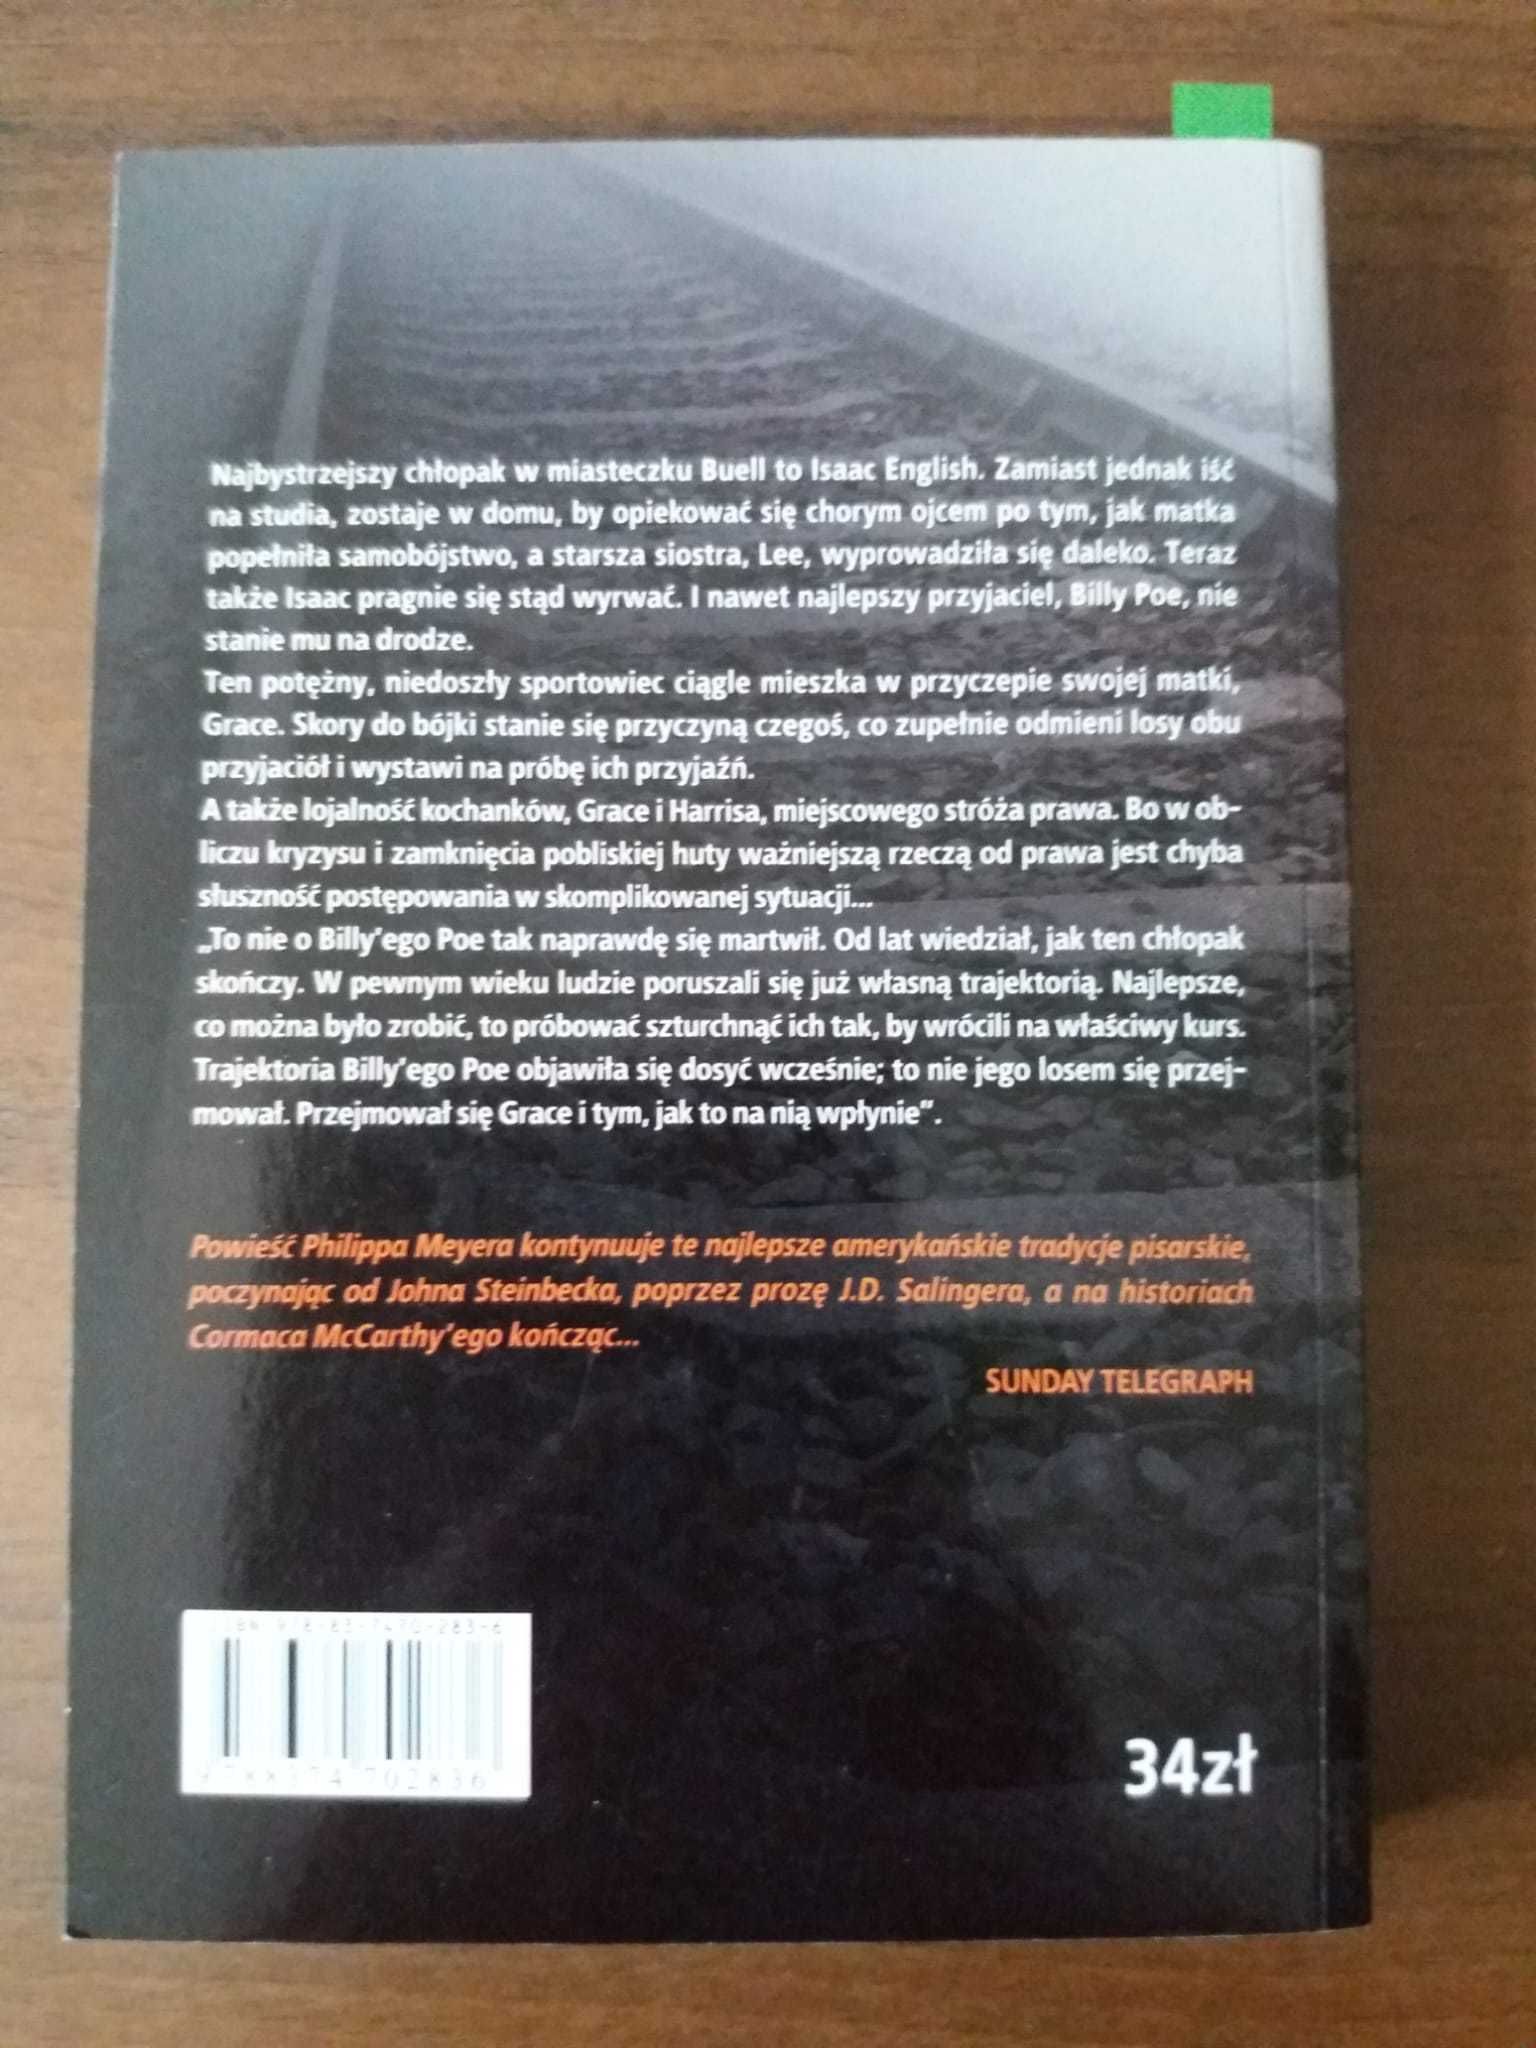 Najbystrzejszy chłopak w miasteczku Buell to Isaac English. Zamiast jednak iść
na studia, zostaje w domu, by opiekować się chorym ojcem po tym, jak matka
popełniła samobójstwo, a starsza siostra, Lee, wyprowadziła się daleko. Teraz
także Isaac pragnie się stąd wyrwać. I nawet najlepszy przyjaciel, Billy Poe, nie
stanie mu na drodze.
Ten potężny, niedoszły sportowiec ciągle mieszka w przyczepie swojej matki,
Grace. Skory do bójki stanie się przyczyną czegoś, co zupełnie odmieni losy obu
przyjaciół i wystawi na próbę ich przyjaźń.
A także lojalność kochanków, Grace i Harrisa, miejscowego stróża prawa. Bo w ob-
liczu kryzysu i zamknięcia pobliskiej huty ważniejszą rzeczą od prawa jest chyba
słuszność postępowania w skomplikowanej sytuacji...
„To nie o Billy'ego Poe tak naprawdę się martwił. Od lat wiedział, jak ten chłopak
skończy. W pewnym wieku ludzie poruszali się już własną trajektorią. Najlepsze,
co można było zrobić, to próbować szturchnąć ich tak, by wrócili na właściwy kurs.
Trajektoria Billy'ego Poe objawiła się dosyć wcześnie; to nie jego losem się przej-
mował. Przejmował się Grace i tym, jak to na nią wpłynie”.
Powieść Philippa Meyera kontynuuje te najlepsze amerykańskie tradycje pisarskie,
poczynając od Johna Steinbecka, poprzez prozę J.D. Salingera, a na historiach
Cormaca McCarthy'ego kończąc...
SUNDAY TELEGRAPH
ISBN 978-83-7470-283-6
9 788374 702836
34zł